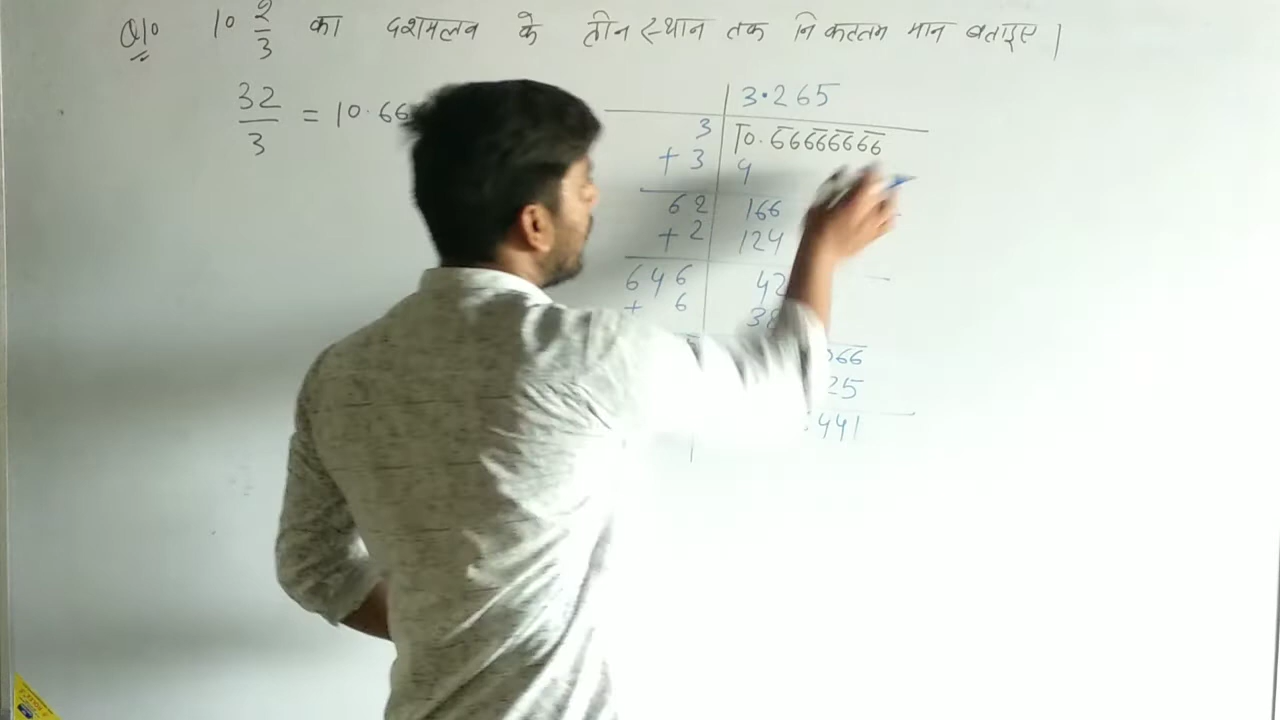 Q1० 10 2/3 का दशमलव के तीन स्थान तक निकटतम मान बताइए |
32/3 = 10.66
3.265
3 10.66666666
+ 3 9
62 166
+ 2 124
646 42
+ 6 38
66
25
441